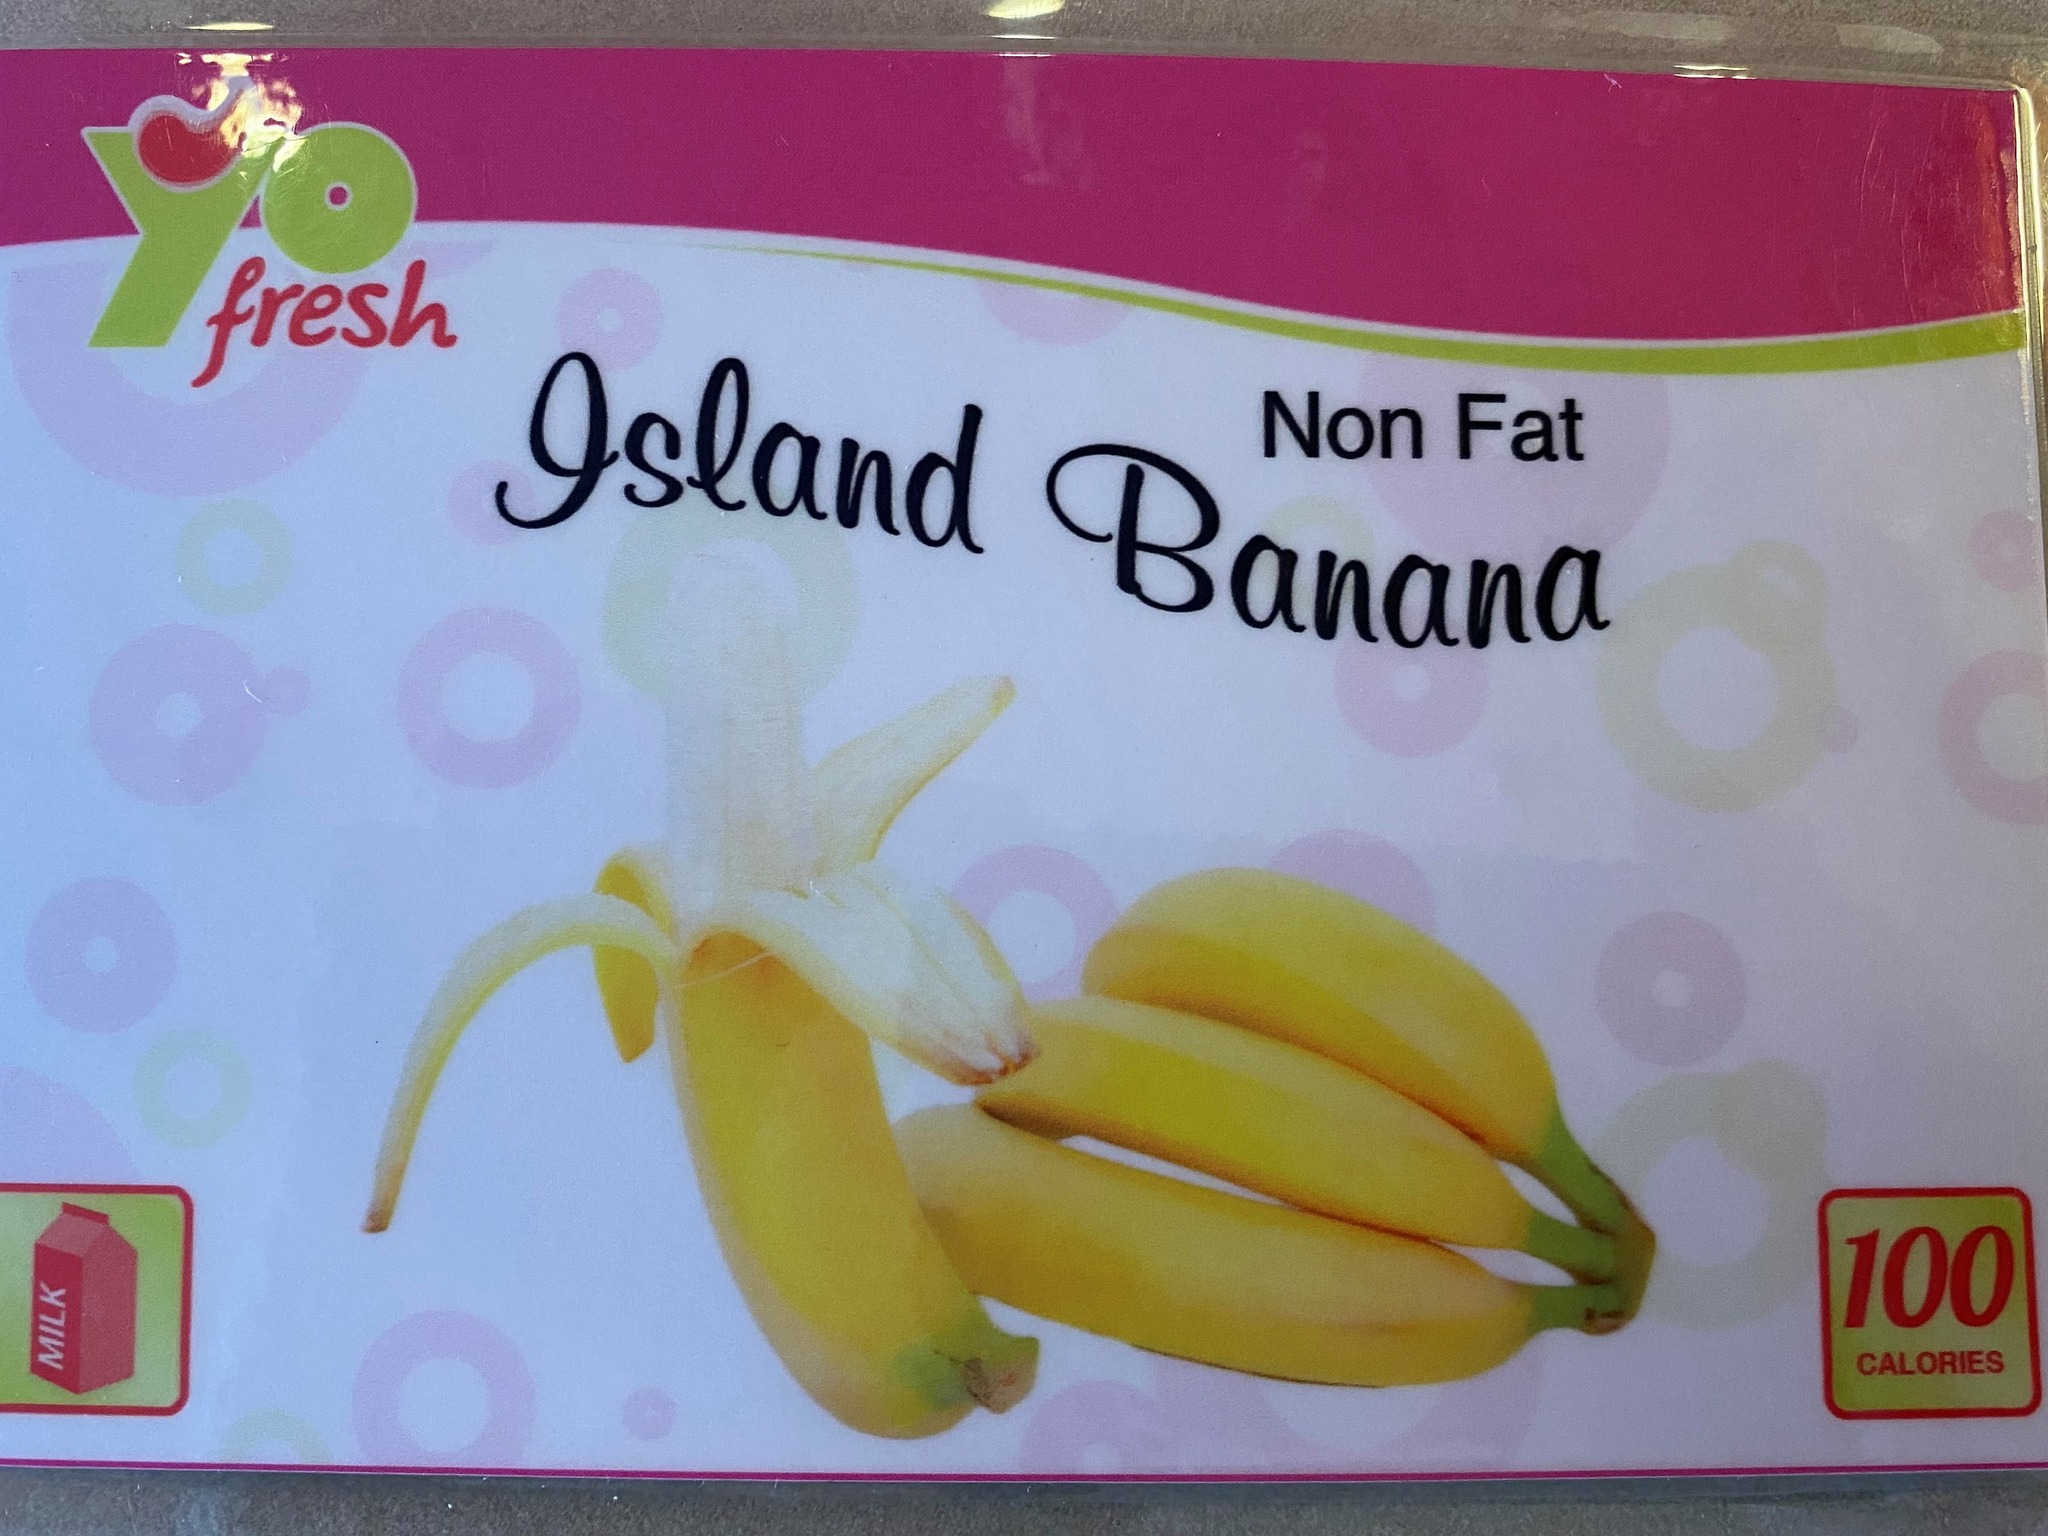 Yo
fresh
Non Fat
Island Banana
MILK
100
CALORIES